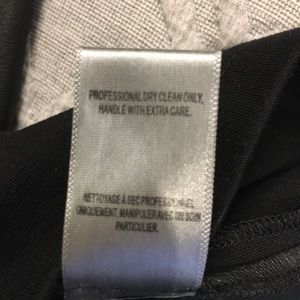 PROFESSIONAL DRY CLEAN ONLY,
HANDLE WITH EXTRA CARE.
NETTOYAGE À SEC PROFESSIONNEL
UNIQUEMENT. MANIPULER AVEC UN SOIN
PARTICULIER.